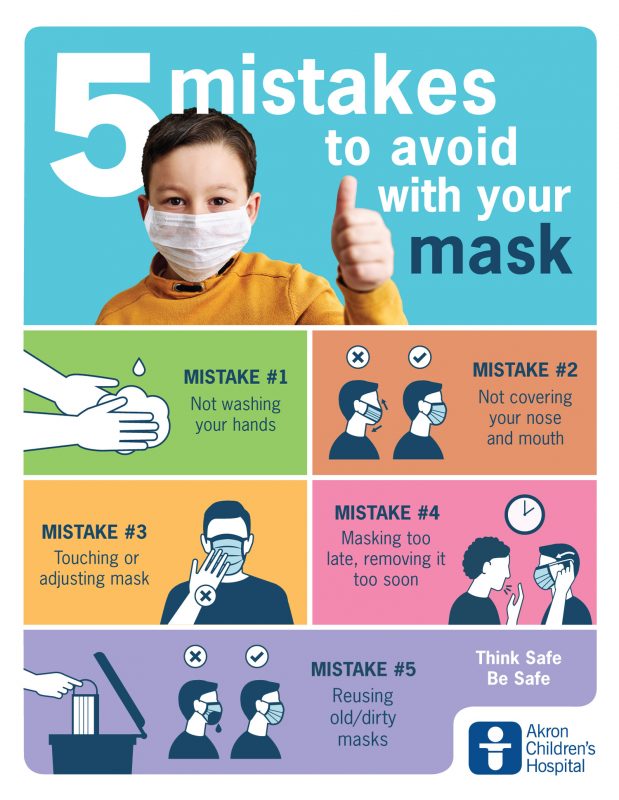 5 mistakes
to avoid
with your
mask
MISTAKE #1
Not washing
your hands
MISTAKE #2
Not covering
your nose
and mouth
MISTAKE #3
Touching or
adjusting mask
MISTAKE #4
Masking too
late, removing it
too soon
MISTAKE #5
Reusing
old/dirty
masks
Think Safe
Be Safe
Akron
Children's
Hospital